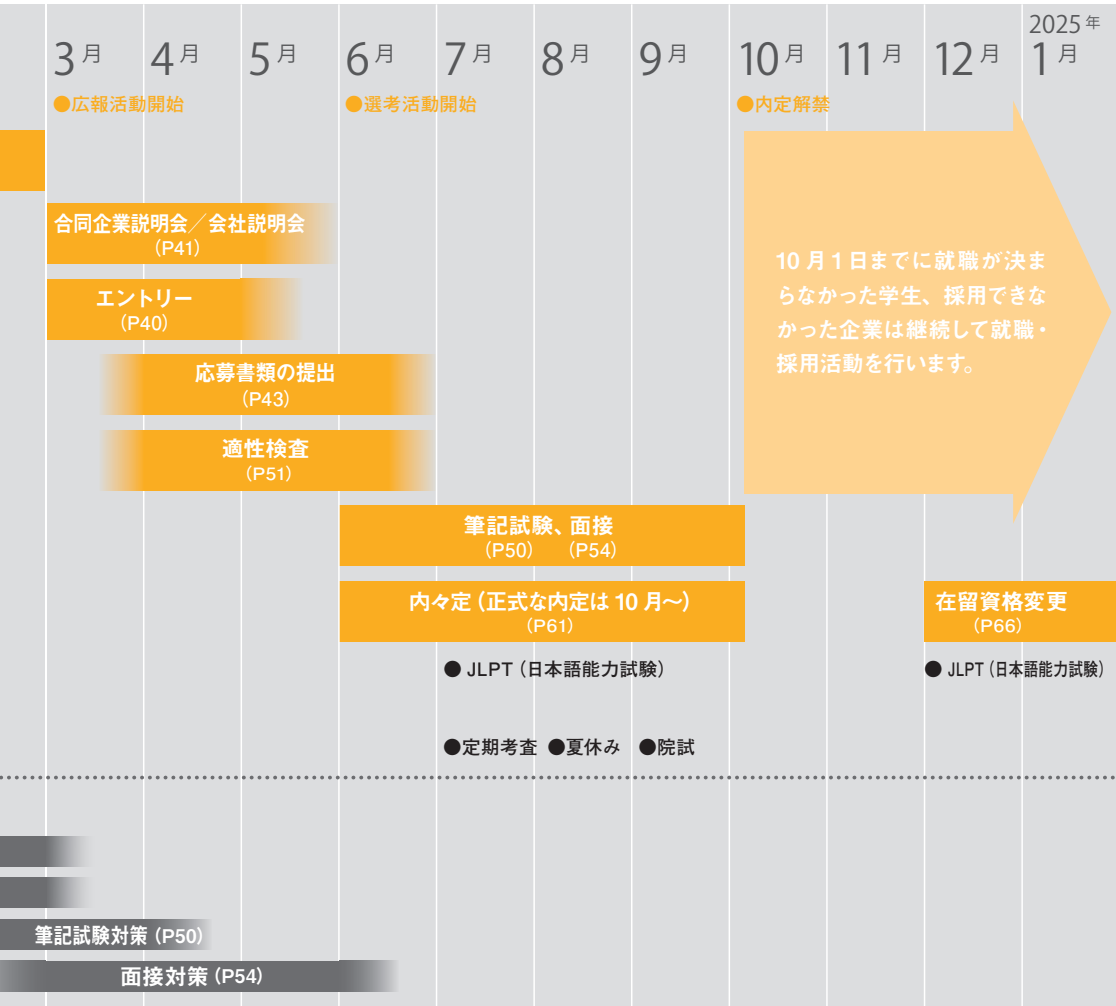 2025年
3月 4月 5月 6月 7月 8月 9月 10月 11月 12月 1月
●広報活動開始 ●選考活動開始 ●内定解禁
合同企業説明会／会社説明会
（P41）
エントリー
（P40）
10月1日までに就職が決ま
らなかった学生、採用できな
かった企業は継続して就職・
採用活動を行います。
応募書類の提出
（P43）
適性検査
（P51）
筆記試験、面接
（P50） （P54）
内々定（正式な内定は10月～）
（P61）
在留資格変更
（P66）
●JLPT（日本語能力試験） ●JLPT（日本語能力試験）
●定期考査 ●夏休み ●院試
筆記試験対策（P50）
面接対策（P54）